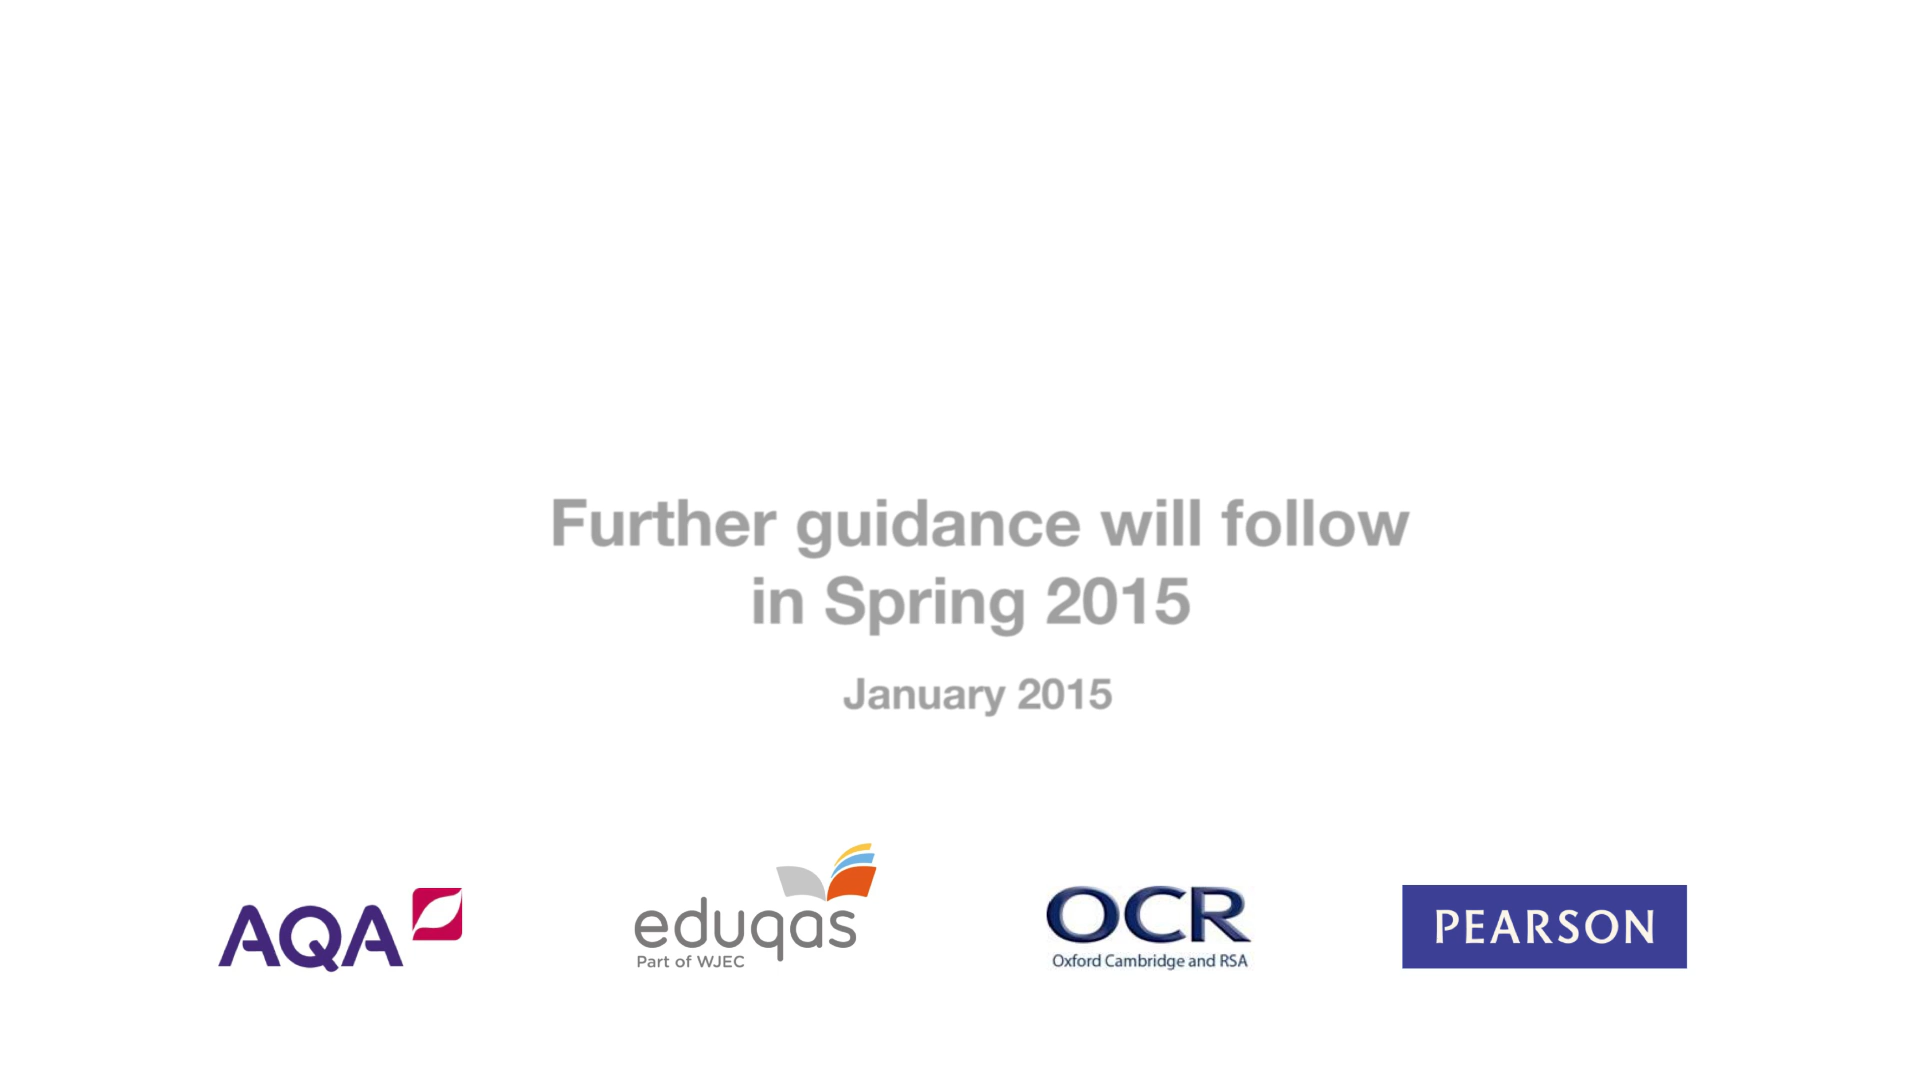 Further guidance will follow
in Spring 2015
January 2015
AQA
eduqas
Part of WJEC
OCR
Oxford Cambridge and RSA
PEARSON